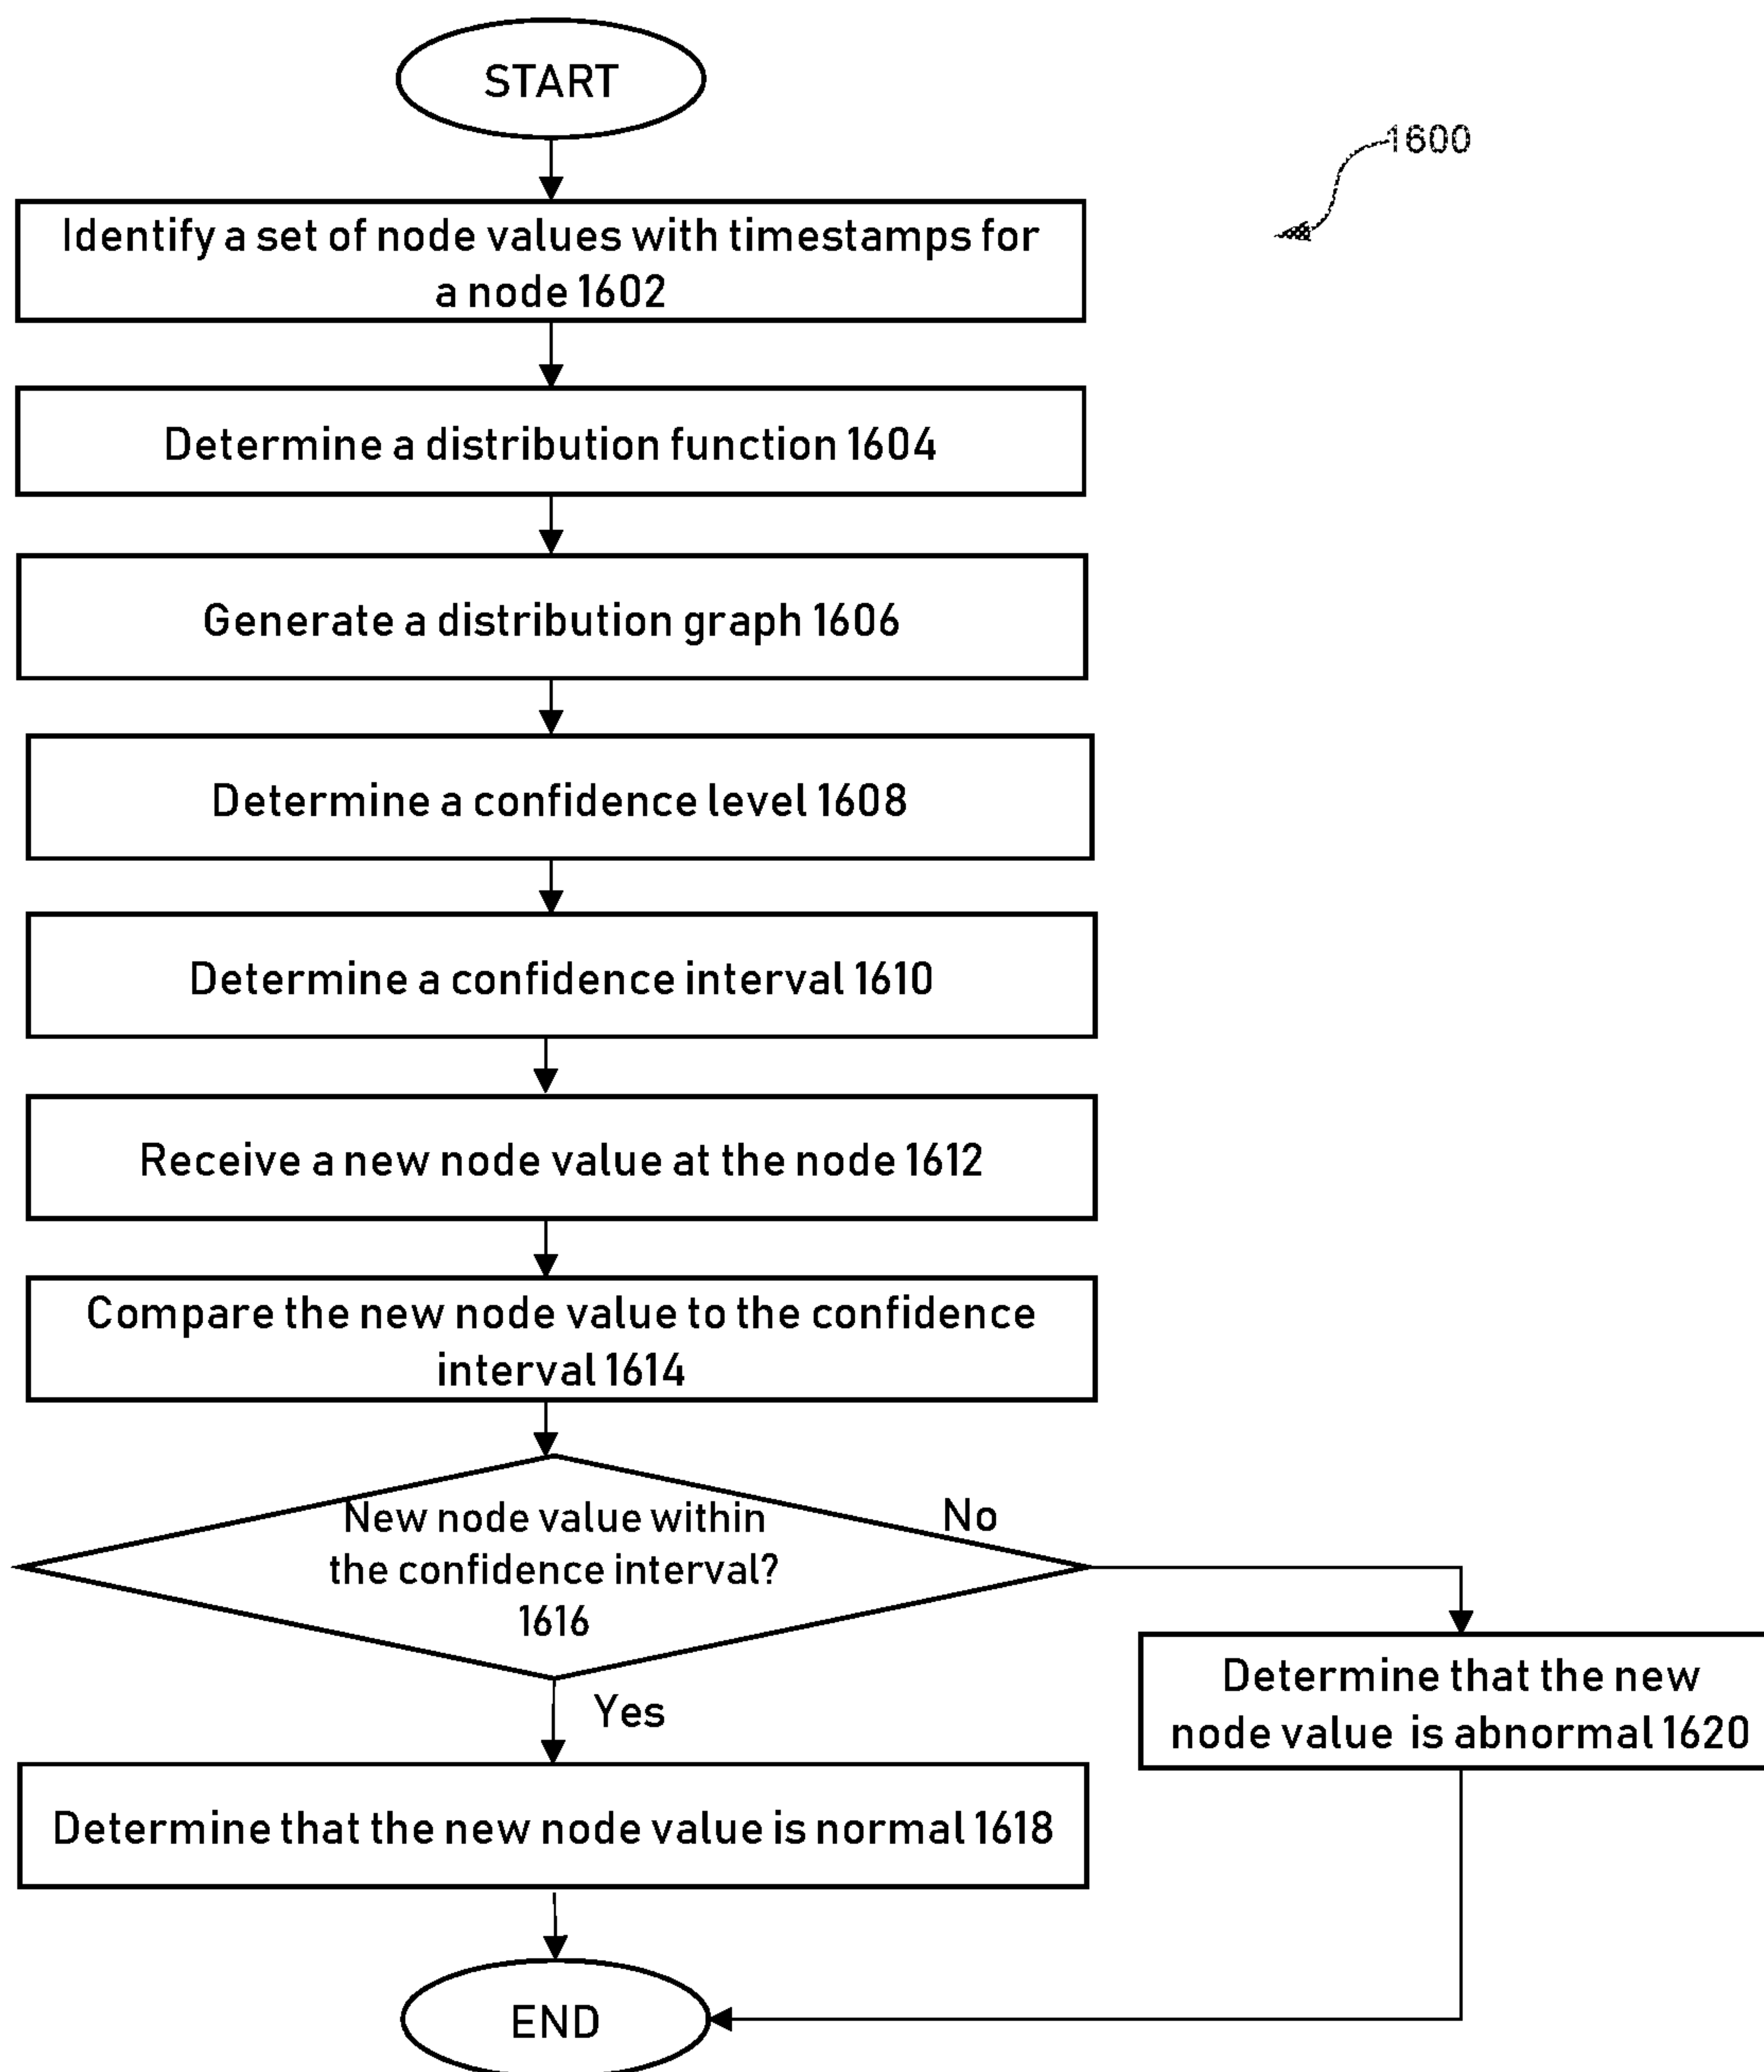 START
1600
Identify a set of node values with timestamps for
a node 1602
Determine a distribution function 1604
Generate a distribution graph 1606
Determine a confidence level 1608
Determine a confidence interval 1610
Receive a new node value at the node 1612
Compare the new node value to the confidence
interval 1614
New node value within
the confidence interval?
1616
No
Yes
Determine that the new
node value is abnormal 1620
Determine that the new node value is normal 1618
END